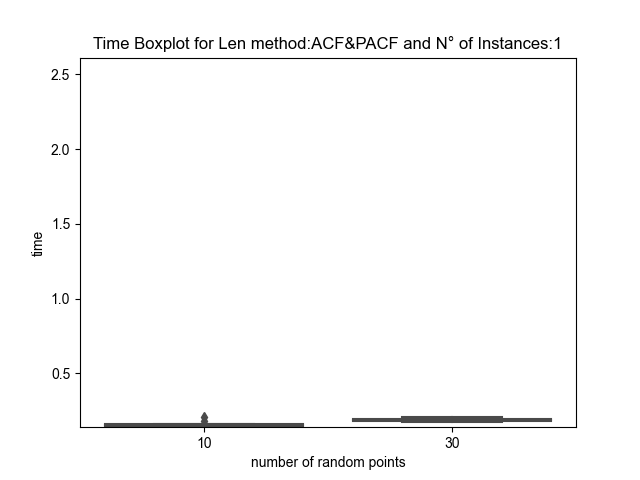 Time Boxplot for Len method:ACF&PACF and N° of Instances:1
2.5
2.0
1.5
1.0
0.5
time
10
30
number of random points